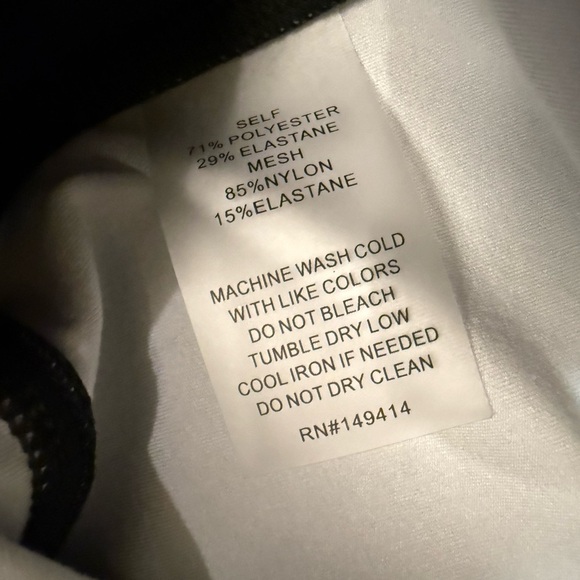 SELF
71% POLYESTER
29% ELASTANE
MESH
85%NYLON
15%ELASTANE
MACHINE WASH COLD
WITH LIKE COLORS
DO NOT BLEACH
TUMBLE DRY LOW
COOL IRON IF NEEDED
DO NOT DRY CLEAN
RN#149414